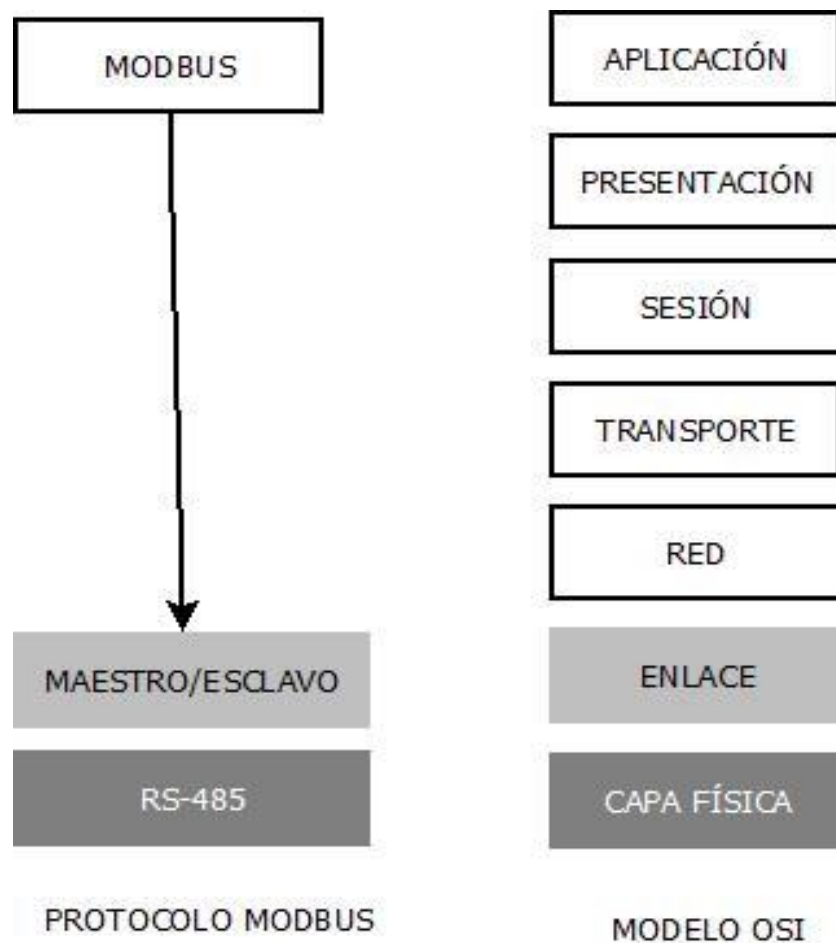 MODBUS
MAESTRO/ESCLAVO
RS-485
PROTOCOLO MODBUS
APLICACIÓN
PRESENTACIÓN
SESIÓN
TRANSPORTE
RED
ENLACE
CAPA FÍSICA
MODELO OSI